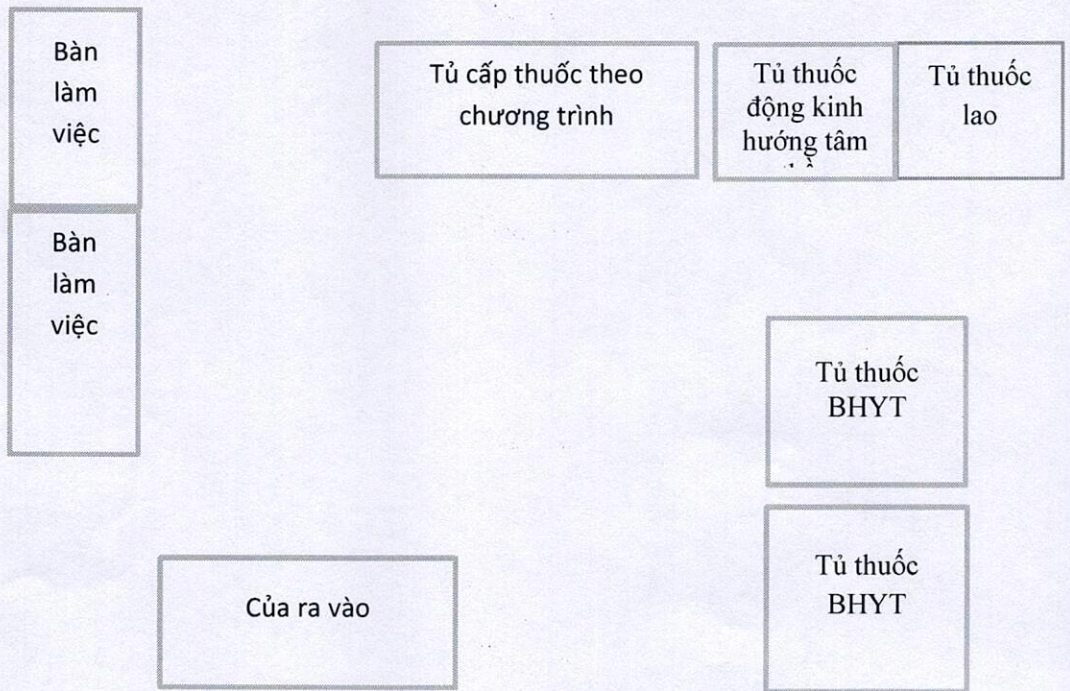 Bàn
làm
việc
Tủ cấp thuốc theo
chương trình
Tủ thuốc
động kinh
hướng tâm
Tủ thuốc
lao
Bàn
làm
việc
Tủ thuốc
BHYT
Của ra vào
Tủ thuốc
BHYT